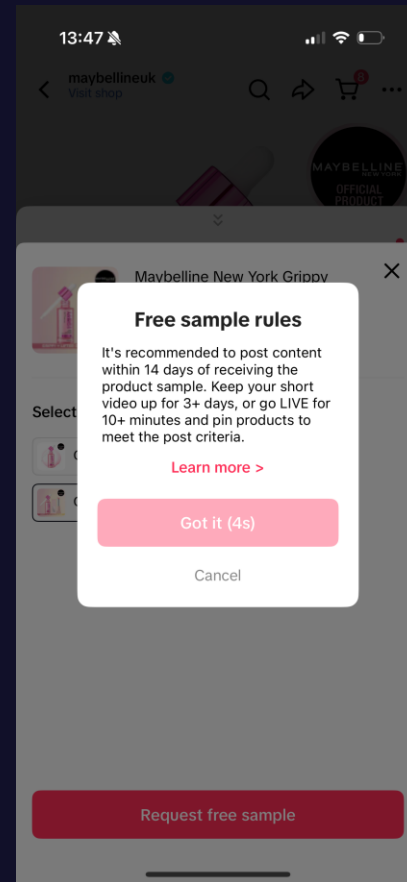 13:47
maybellineuk
Visit shop
8
MAYBELLINE
NEW YORK
OFFICIAL
PRODUCT
Maybelline New York Grippy
Free sample rules
It's recommended to post content
within 14 days of receiving the
product sample. Keep your short
video up for 3+ days, or go LIVE for
10+ minutes and pin products to
meet the post criteria.
Learn more >
Select
Got it (4s)
Cancel
Request free sample